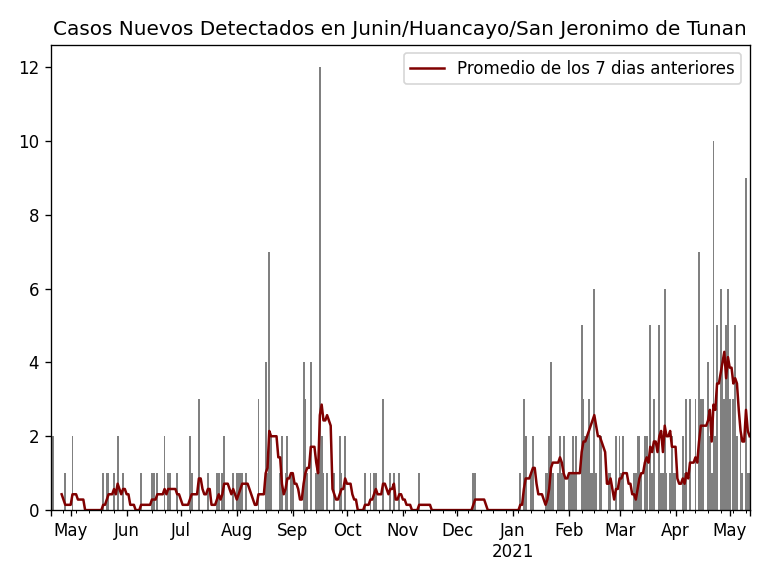 Casos Nuevos Detectados en Junin/Huancayo/San Jeronimo de Tunan
Promedio de los 7 dias anteriores
12
10
8
6
4
2
0
May Jun Jul Aug Sep Oct Nov Dec Jan Feb Mar Apr May
2021